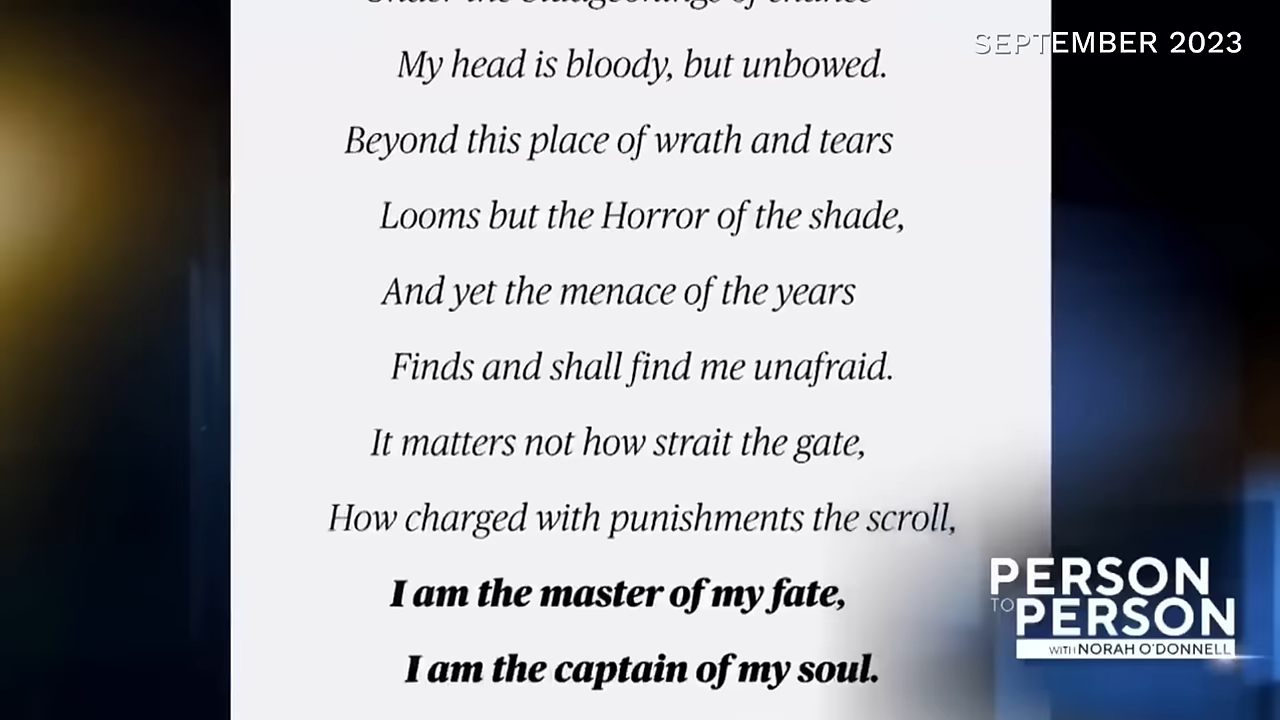 SEPTEMBER 2023
My head is bloody, but unbowed.
Beyond this place of wrath and tears
Looms but the Horror of the shade,
And yet the menace of the years
Finds and shall find me unafraid.
It matters not how strait the gate,
How charged with punishments the scroll,
I am the master of my fate,
I am the captain of my soul.
PERSON
TO PERSON
WITH NORAH O'DONNELL